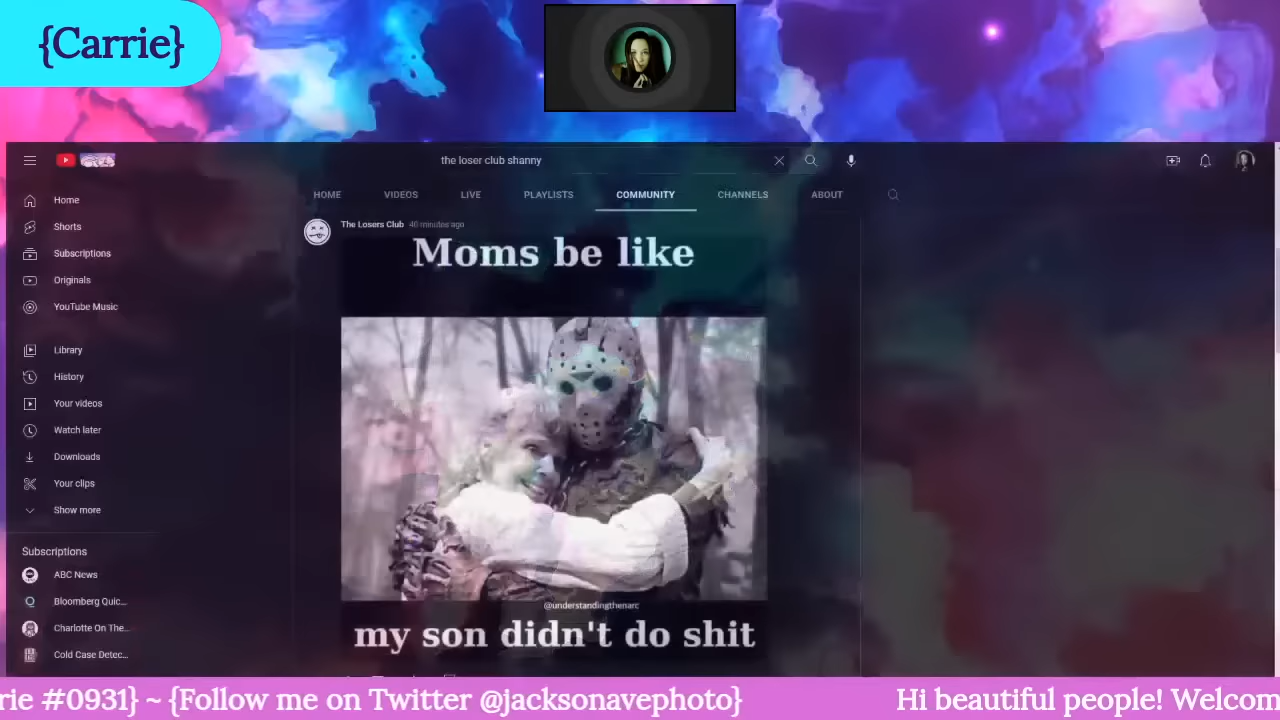 {Carrie}
the loser club shanny
HOME VIDEOS LIVE PLAYLISTS COMMUNITY CHANNELS ABOUT
Home
Shorts
Subscriptions
Originals
YouTube Music
Library
History
Your videos
Watch later
Downloads
Your clips
Show more
Subscriptions
ABC News
Bloomberg Quic...
Charlotte On The...
Cold Case Detec...
The Losers Club 46 minutes ago
Moms be like
@understandingthenarc
my son didn't do shit
rie #0931} ~ {Follow me on Twitter @jacksonavephoto} Hi beautiful people! Welcom